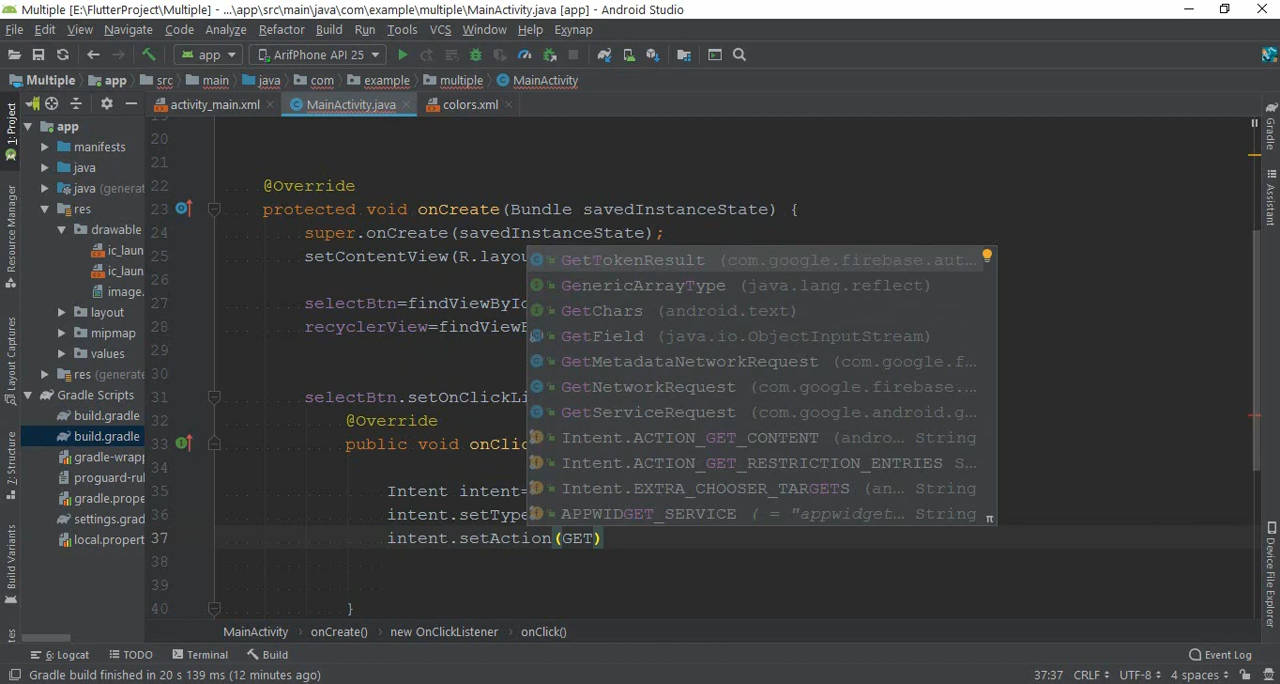 Multiple [E:\FlutterProject\Multiple] - ...\app\src\main\java\com\example\multiple\MainActivity.java [app] - Android Studio
File Edit View Navigate Code Analyze Refactor Build Run Tools VCS Window Help Exynap
app ArifPhone API 25
Multiple app src main java com example multiple MainActivity
activity_main.xml MainActivity.java colors.xml
1: Project
Resource Manager
Layout Captures
7: Structure
Build Variants
app
manifests
java
java (generat
res
drawable
ic_laun
ic_laun
image.
layout
mipmap
values
res (generate
Gradle Scripts
build.gradle
build.gradle
gradle-wrapp
proguard-rul
gradle.prope
settings.grad
local.propert
19
20
21
22 @Override
23 protected void onCreate(Bundle savedInstanceState) {
24 super.onCreate(savedInstanceState);
25 setContentView(R.layou
26
27 selectBtn=findViewById
28 recyclerView=findViewB
29
30
31 selectBtn.setOnClickLi
32 @Override
33 public void onClic
34
35 Intent intent=
36 intent.setType
37 intent.setAction(GET)
38
39
40 }
GetTokenResult (com.google.firebase.aut...
GenericArrayType (java.lang.reflect)
GetChars (android.text)
GetField (java.io.ObjectInputStream)
GetMetadataNetworkRequest (com.google.f...
GetNetworkRequest (com.google.firebase....
GetServiceRequest (com.google.android.g...
Intent.ACTION_GET_CONTENT (andro... String
Intent.ACTION_GET_RESTRICTION_ENTRIES S...
Intent.EXTRA_CHOOSER_TARGETS (an... String
APPWIDGET_SERVICE ( = "appwidget... String
π
Gradle
Assistant
Device File Explorer
MainActivity › onCreate() › new OnClickListener › onClick()
6: Logcat TODO Terminal Build Event Log
Gradle build finished in 20 s 139 ms (12 minutes ago) 37:37 CRLF UTF-8 4 spaces